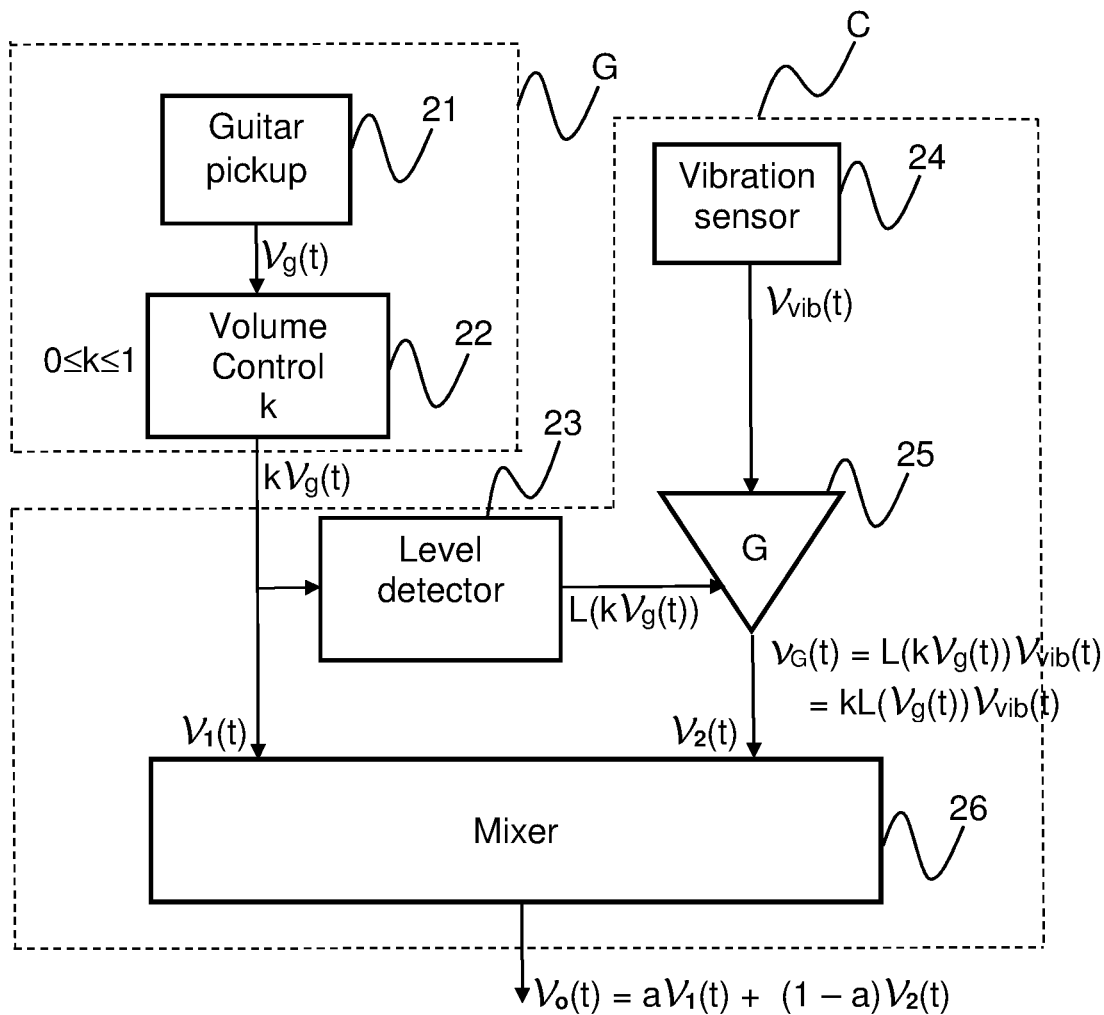 C
G
Guitar
pickup
21
Vibration
sensor
24
Vg(t)
Vvib(t)
0≤k≤1
Volume
Control
k
22
kVg(t)
23
25
Level
detector
L(kVg(t))
G
VG(t) = L(kVg(t))Vvib(t)
= kL(Vg(t))Vvib(t)
V1(t)
V2(t)
Mixer
26
Vo(t) = aV1(t) + (1 – a)V2(t)